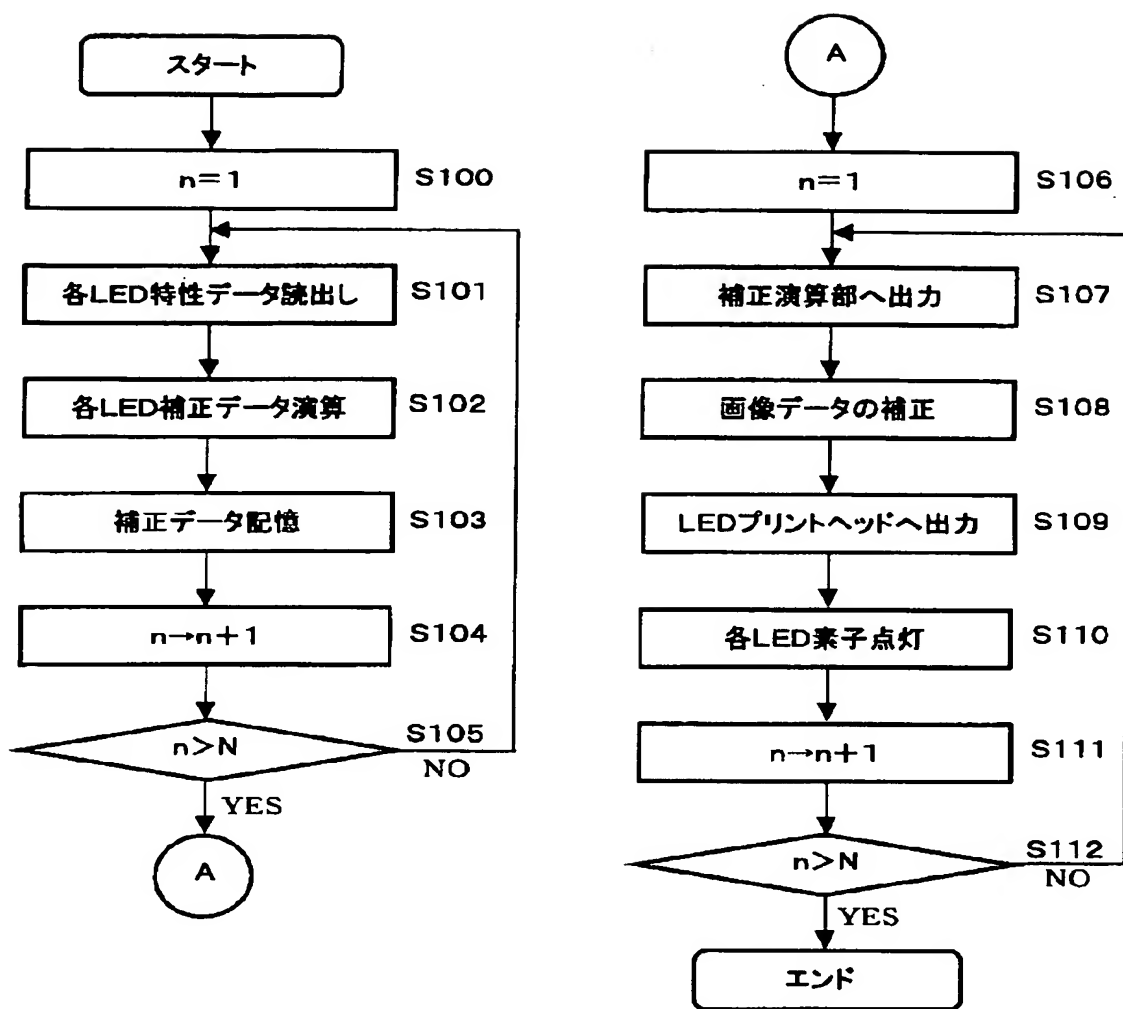 スタート
n=1 S100
各LED特性データ読出し S101
各LED補正データ演算 S102
補正データ記憶 S103
n→n+1 S104
n>N S105
NO
YES
A
A
n=1 S106
補正演算部へ出力 S107
画像データの補正 S108
LEDプリントヘッドへ出力 S109
各LED素子点灯 S110
n→n+1 S111
n>N S112
NO
YES
エンド